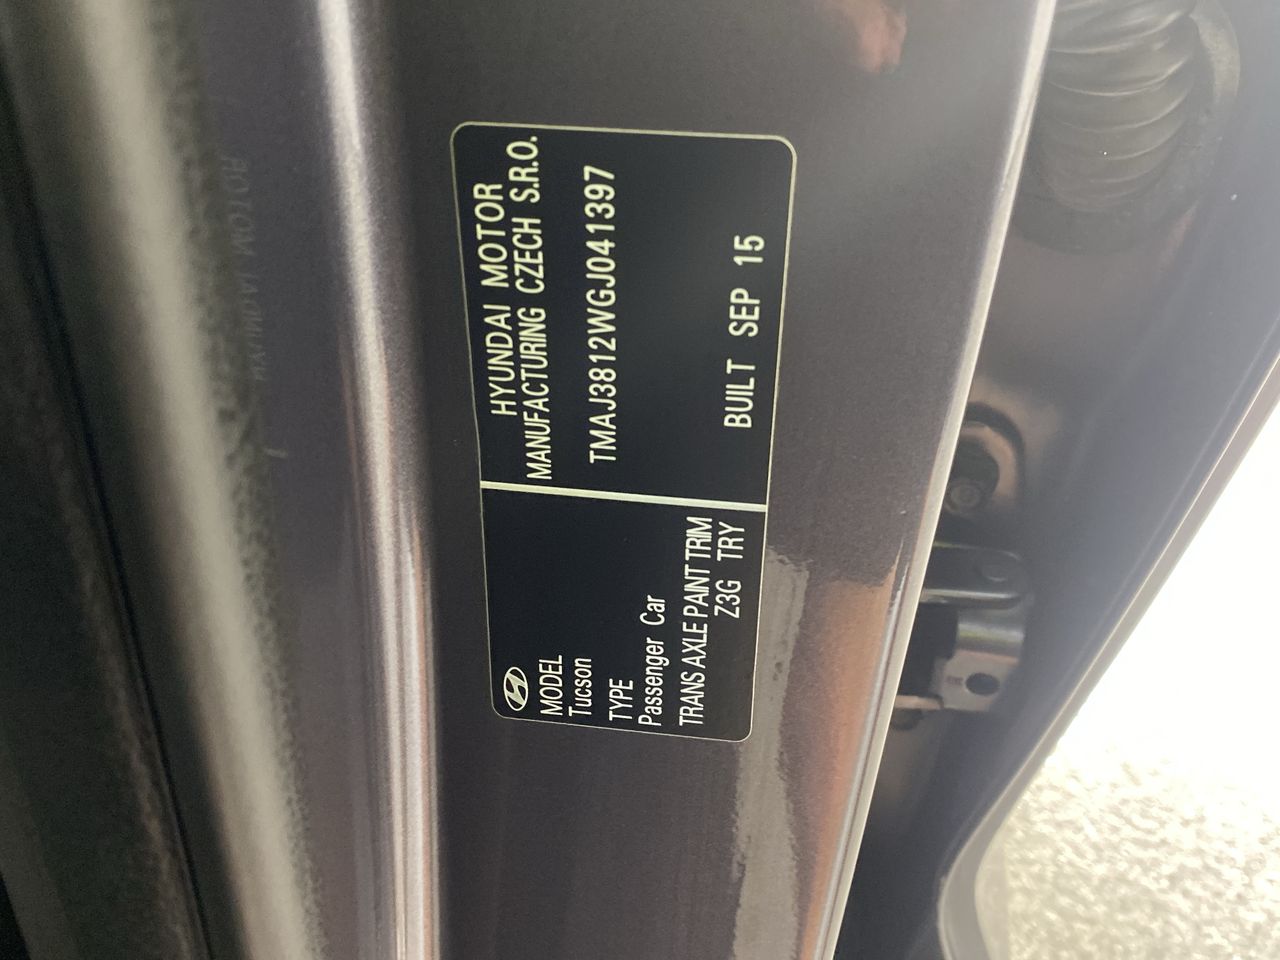 MODEL
Tucson
TYPE
Passenger Car
TRANS AXLE PAINT TRIM
Z3G TRY
HYUNDAI MOTOR
MANUFACTURING CZECH S.R.O.
TMAJ3812WGJ041397
BUILT SEP 15